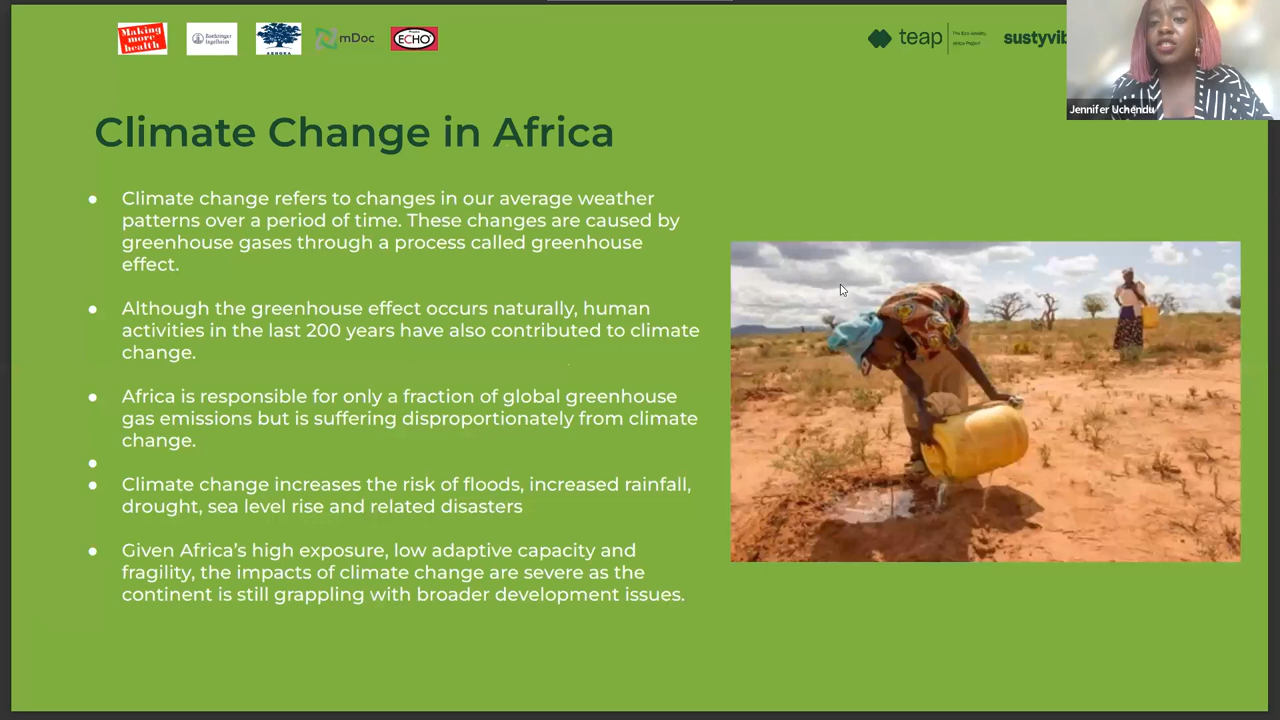 Making
more
health
Boehringer
Ingelheim
ASHOKA
mDoc
ECHO
teap
sustyvib
Jennifer Uchendu
Climate Change in Africa
● Climate change refers to changes in our average weather
patterns over a period of time. These changes are caused by
greenhouse gases through a process called greenhouse
effect.
● Although the greenhouse effect occurs naturally, human
activities in the last 200 years have also contributed to climate
change.
● Africa is responsible for only a fraction of global greenhouse
gas emissions but is suffering disproportionately from climate
change.
●
● Climate change increases the risk of floods, increased rainfall,
drought, sea level rise and related disasters
● Given Africa’s high exposure, low adaptive capacity and
fragility, the impacts of climate change are severe as the
continent is still grappling with broader development issues.